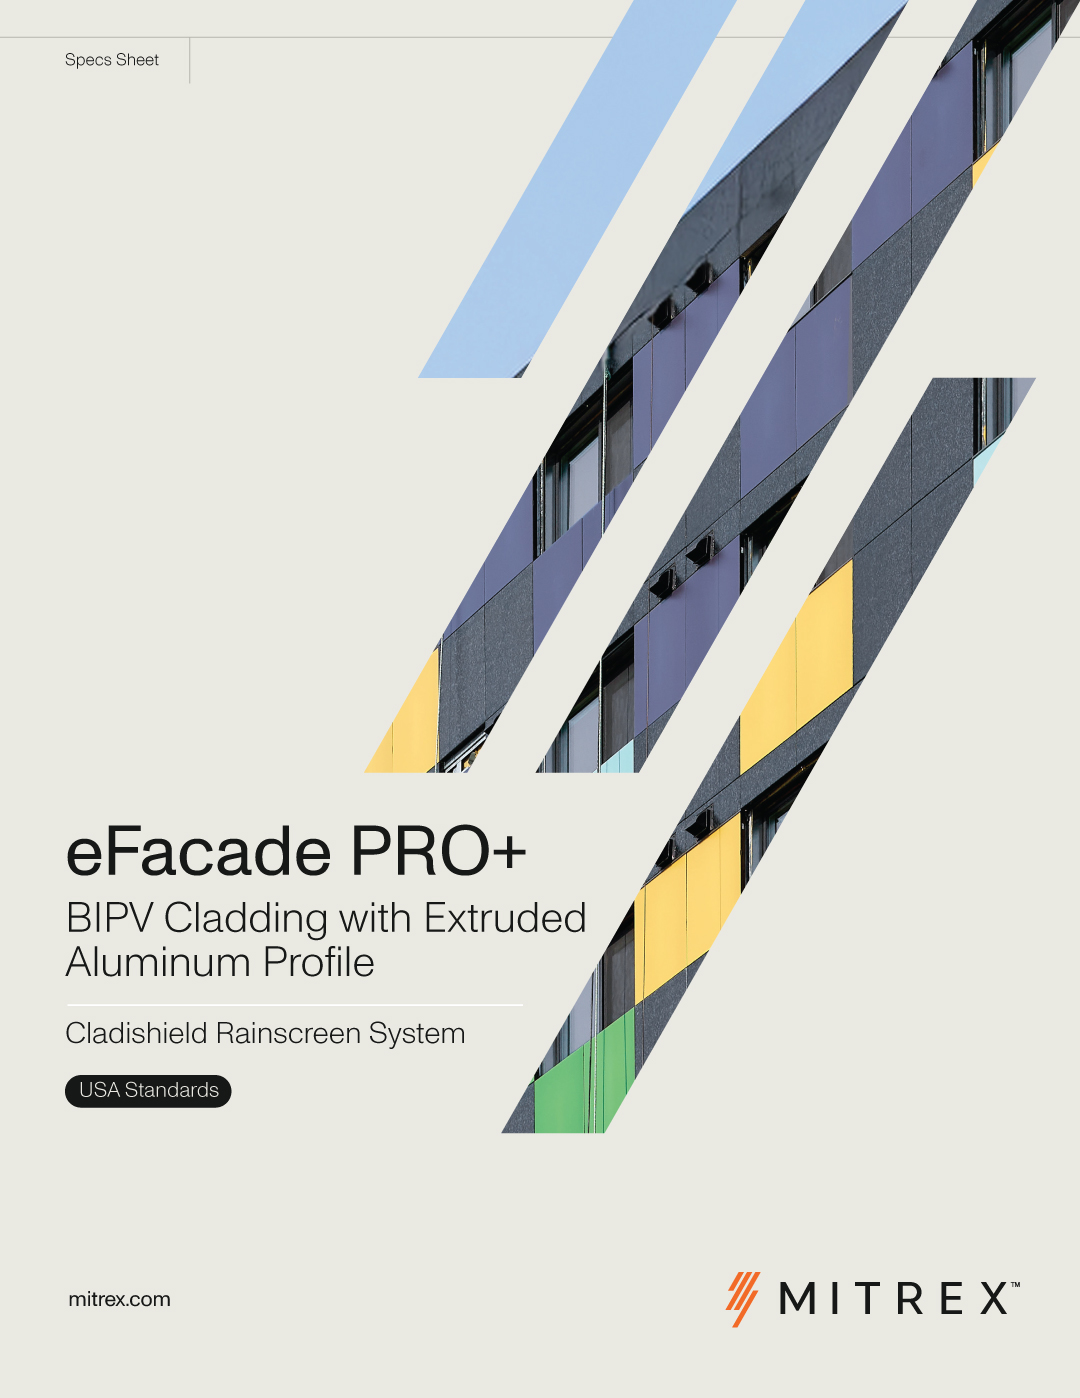 Specs Sheet
eFacade PRO+
BIPV Cladding with Extruded
Aluminum Profile
Cladishield Rainscreen System
USA Standards
mitrex.com
MITREX™